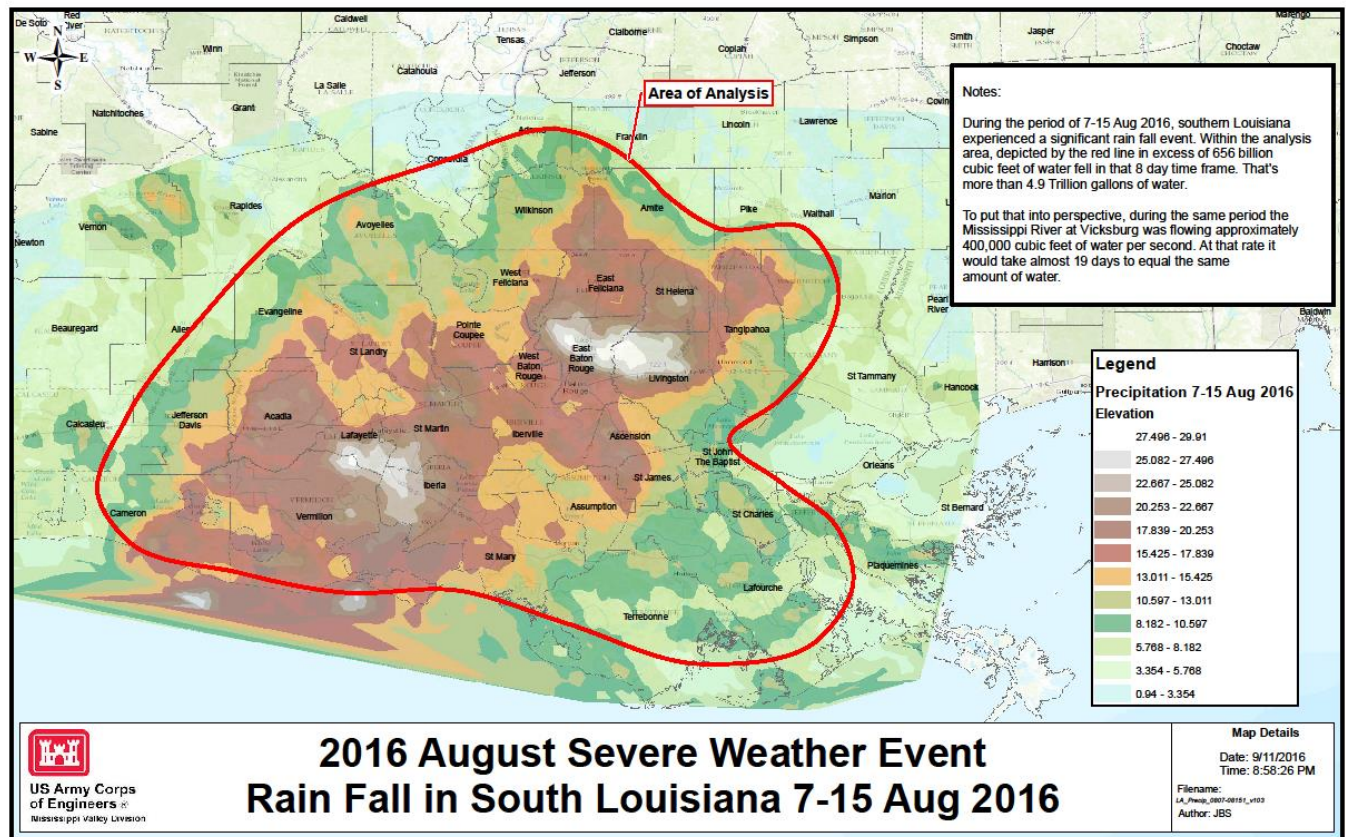 De Soto
Red
River
N
W E
S
Winn
Caldwell
Tensas
Claiborne
Copiah
Simpson
Smith
Jasper
Marengo
Choctaw
Catahoula
Jefferson
La Salle
Natchitoches
Grant
Sabine
Area of Analysis
Covin
Adams
Franklin
Lincoln
Lawrence
Concordia
Rapides
Vernon
Newton
Avoyelles
Wilkinson
Amite
Pike
Walthall
Marion
West
Feliciana
East
Feliciana
St Helena
Evangeline
Beauregard
Allen
Pointe
Coupee
Tangipahoa
Pearl
River
Baldwin
St Landry
West
Baton
Rouge
East
Baton
Rouge
Livingston
Harrison
St Tammany
Hancock
Jefferson
Davis
Acadia
Calcasieu
Lafayette
St Martin
Iberville
Ascension
St John
The Baptist
Orleans
Iberia
St James
Cameron
Vermilion
Assumption
St Charles
St Bernard
St Mary
Plaquemines
Lafourche
Terrebonne
Notes:
During the period of 7-15 Aug 2016, southern Louisiana
experienced a significant rain fall event. Within the analysis
area, depicted by the red line in excess of 656 billion
cubic feet of water fell in that 8 day time frame. That's
more than 4.9 Trillion gallons of water.
To put that into perspective, during the same period the
Mississippi River at Vicksburg was flowing approximately
400,000 cubic feet of water per second. At that rate it
would take almost 19 days to equal the same
amount of water.
Legend
Precipitation 7-15 Aug 2016
Elevation
27.496 - 29.91
25.082 - 27.496
22.667 - 25.082
20.253 - 22.667
17.839 - 20.253
15.425 - 17.839
13.011 - 15.425
10.597 - 13.011
8.182 - 10.597
5.768 - 8.182
3.354 - 5.768
0.94 - 3.354
US Army Corps
of Engineers ®
Mississippi Valley Division
2016 August Severe Weather Event
Rain Fall in South Louisiana 7-15 Aug 2016
Map Details
Date: 9/11/2016
Time: 8:58:26 PM
Filename:
LA_Precip_0807-08151_v103
Author: JBS